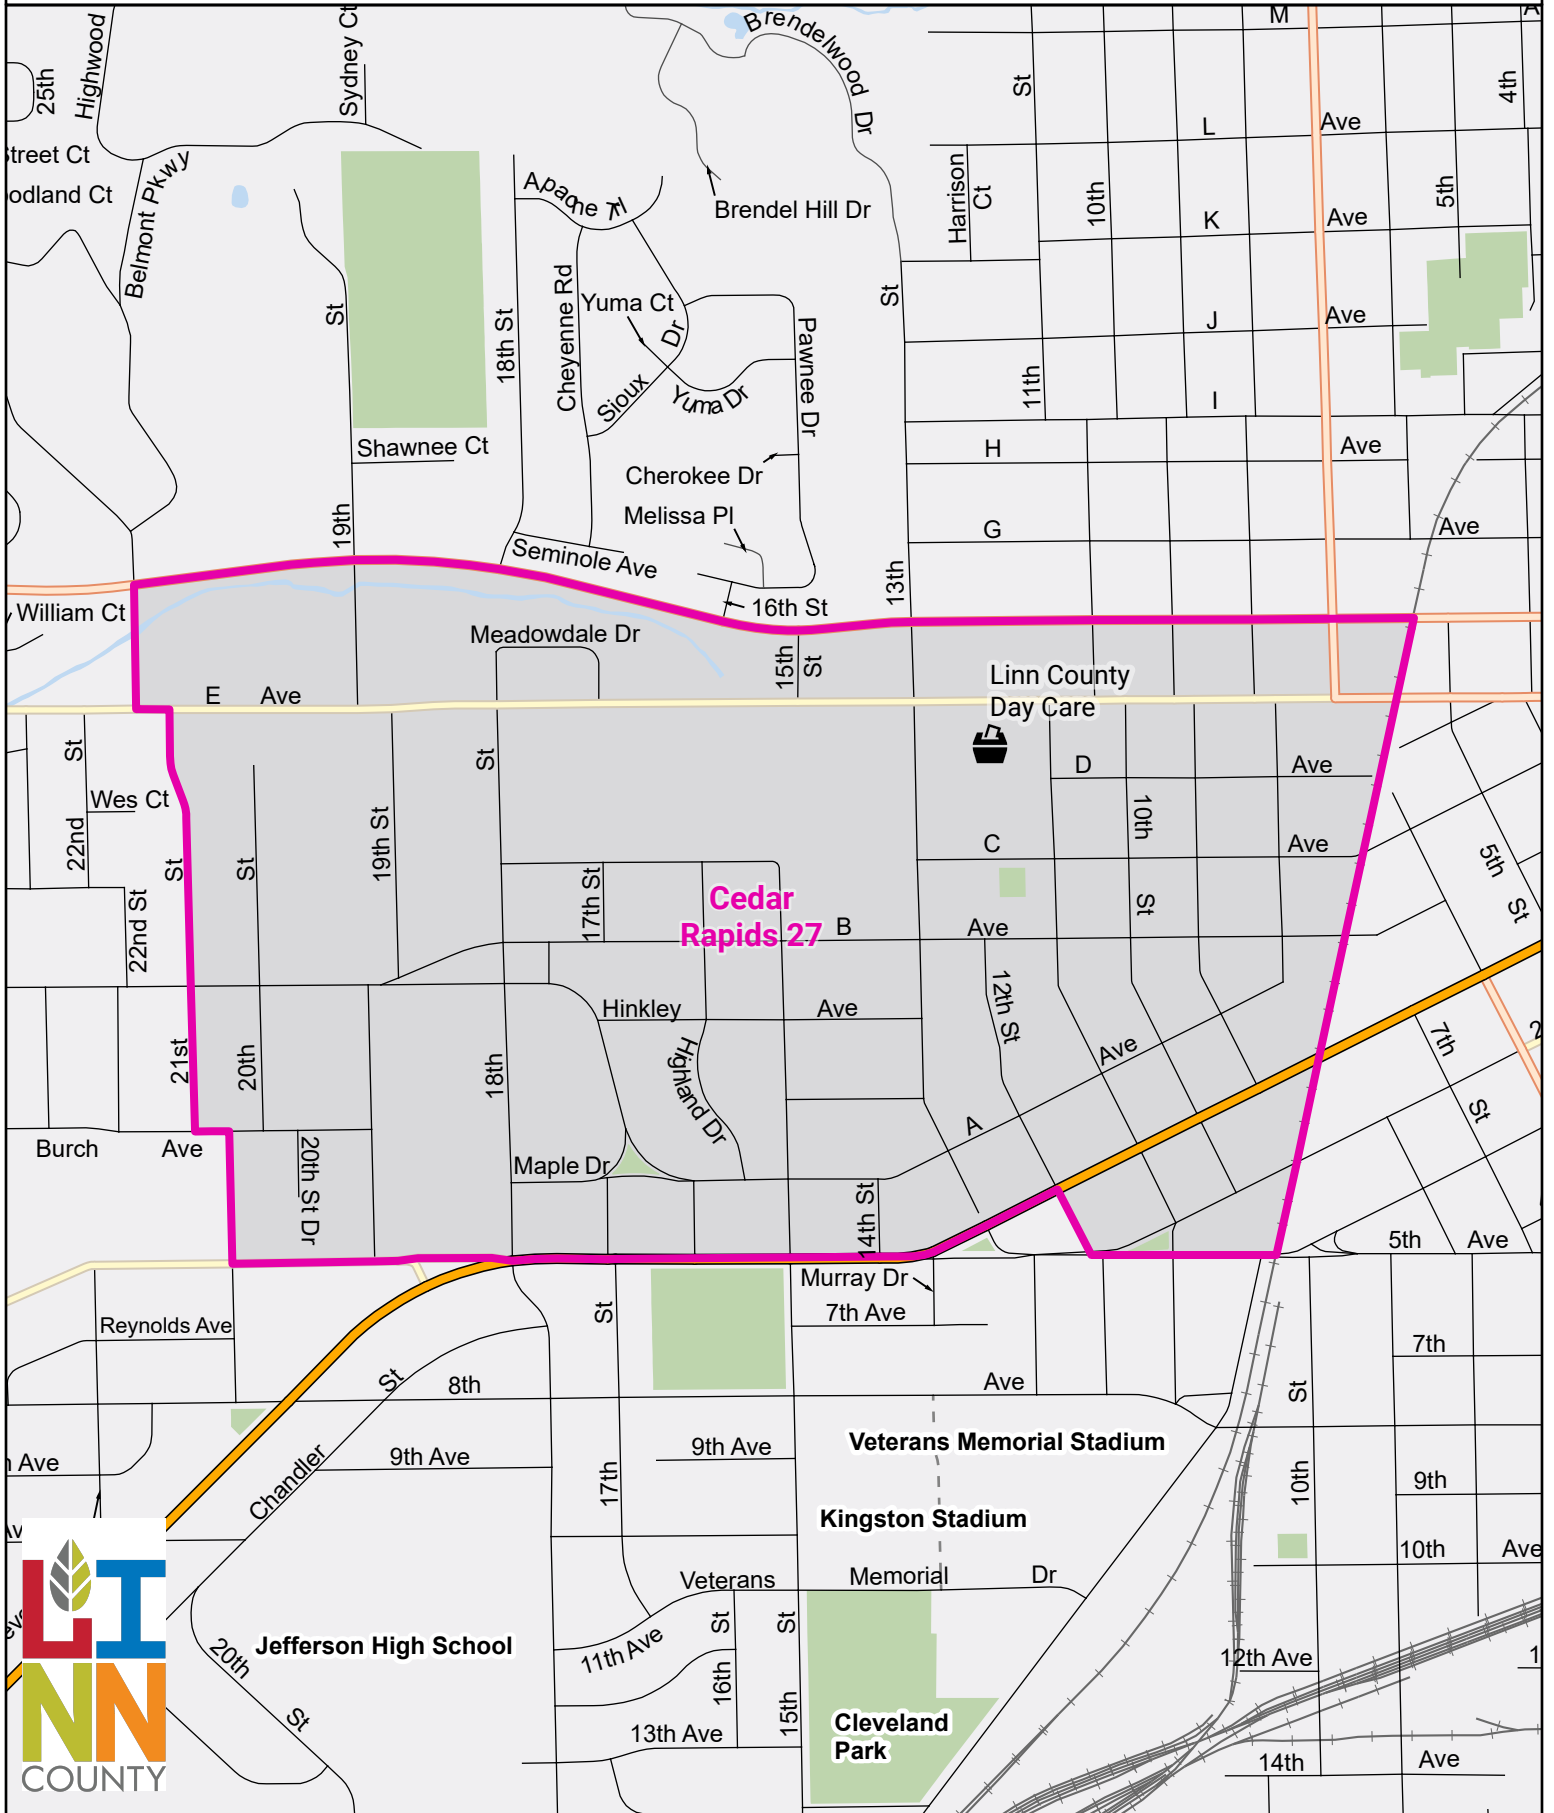 M
A
25th
Highwood
Sydney Ct
Brendelwood Dr
St
4th
L
Ave
Street Ct
odland Ct
Belmont Pkwy
Apache Trl
Brendel Hill Dr
Harrison
Ct
10th
K
Ave
5th
St
18th St
Cheyenne Rd
Yuma Ct
Dr
Sioux
Yuma Dr
Pawnee Dr
St
J
Ave
11th
I
Shawnee Ct
Cherokee Dr
H
Ave
Melissa Pl
19th
G
Ave
Seminole Ave
13th
16th St
William Ct
Meadowdale Dr
15th
St
Linn County
Day Care
E
Ave
St
St
D
Ave
Wes Ct
22nd
19th St
10th
C
Ave
5th
St
St
St
17th St
Cedar
Rapids 27
B
Ave
St
22nd St
12th St
Hinkley
Ave
21st
20th
18th
Highland Dr
Ave
7th
2
A
St
Burch
Ave
20th St Dr
Maple Dr
14th St
5th
Ave
Murray Dr
7th Ave
St
Reynolds Ave
7th
St
8th
Ave
St
Veterans Memorial Stadium
h Ave
Chandler
9th Ave
9th Ave
17th
10th
9th
Kingston Stadium
Av
10th
Ave
Veterans
Memorial
Dr
eve
20th
St
Jefferson High School
11th Ave
St
16th
St
15th
12th Ave
1
13th Ave
Cleveland
Park
14th
Ave
LINN
COUNTY